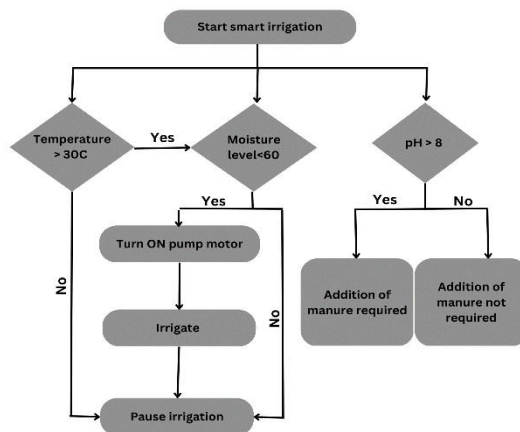 Start smart irrigation
Temperature
> 30C
Yes
Moisture
level<60
pH > 8
Yes
Yes
No
Turn ON pump motor
Addition of
manure required
Addition of
manure not
required
No
Irrigate
No
Pause irrigation